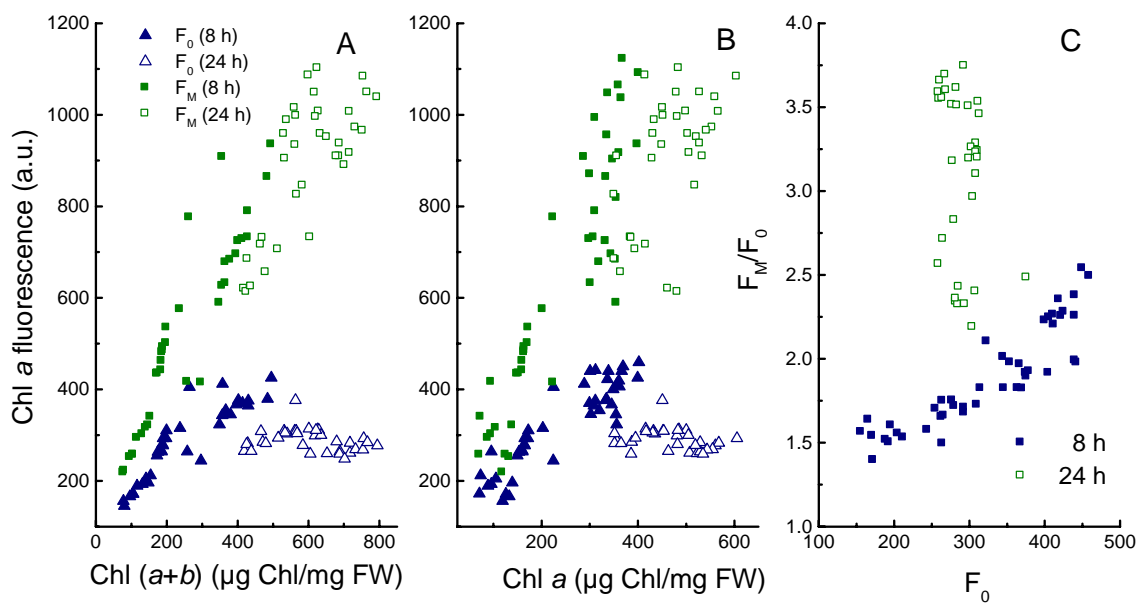 A
B
C
F0 (8 h)
F0 (24 h)
FM (8 h)
FM (24 h)
Chl a fluorescence (a.u.)
1200
1000
800
600
400
200
0 200 400 600 800
Chl (a+b) (µg Chl/mg FW)
1200
1000
800
600
400
200
200 400 600
Chl a (µg Chl/mg FW)
FM/F0
4.0
3.5
3.0
2.5
2.0
1.5
1.0
8 h
24 h
100 200 300 400 500
F0